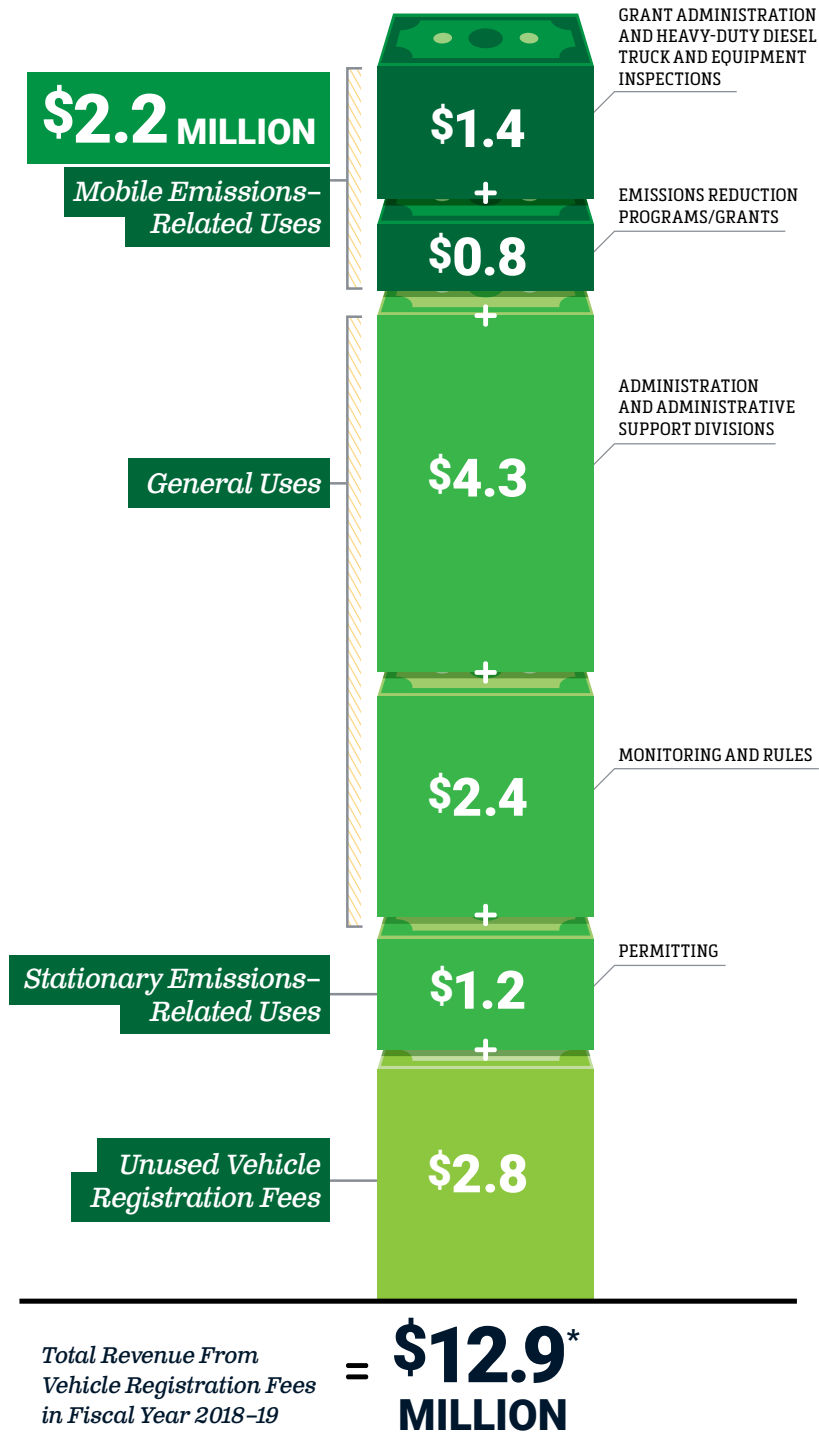 GRANT ADMINISTRATION
AND HEAVY-DUTY DIESEL
TRUCK AND EQUIPMENT
INSPECTIONS
$2.2 MILLION
$1.4
Mobile Emissions–
Related Uses
+
EMISSIONS REDUCTION
PROGRAMS/GRANTS
$0.8
+
ADMINISTRATION
AND ADMINISTRATIVE
SUPPORT DIVISIONS
General Uses
$4.3
+
MONITORING AND RULES
$2.4
+
PERMITTING
Stationary Emissions–
Related Uses
$1.2
+
Unused Vehicle
Registration Fees
$2.8
Total Revenue From
Vehicle Registration Fees
in Fiscal Year 2018–19
=
$12.9*
MILLION